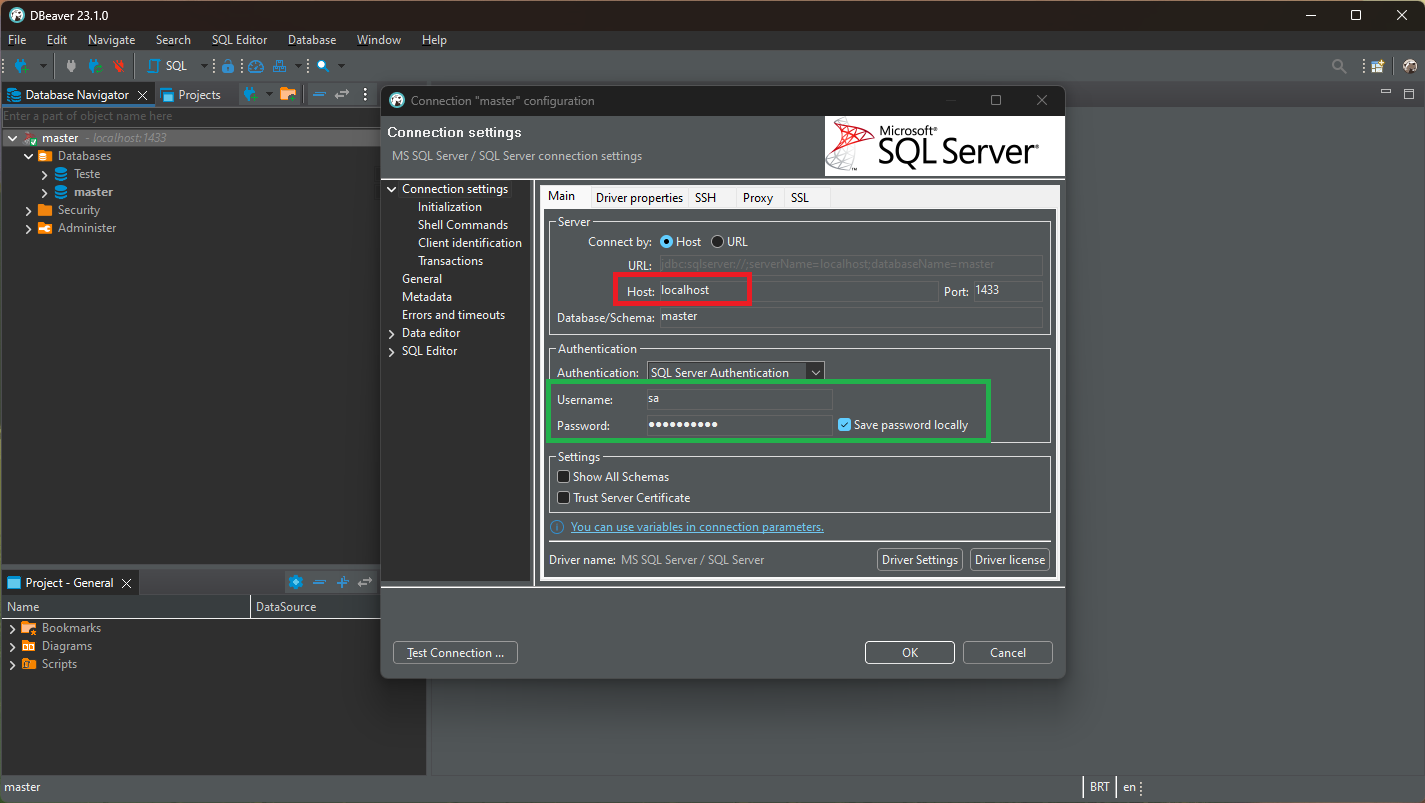 DBeaver 23.1.0
File Edit Navigate Search SQL Editor Database Window Help
SQL
Database Navigator Projects
Enter a part of object name here
master - localhost:1433
Databases
Teste
master
Security
Administer
Project - General
Name DataSource
Bookmarks
Diagrams
Scripts
Connection "master" configuration
Connection settings
MS SQL Server / SQL Server connection settings
Microsoft®
SQL Server®
Connection settings
Initialization
Shell Commands
Client identification
Transactions
General
Metadata
Errors and timeouts
Data editor
SQL Editor
Main Driver properties SSH Proxy SSL
Server
Connect by: Host URL
URL: jdbc:sqlserver://;serverName=localhost;databaseName=master
Host: localhost Port: 1433
Database/Schema: master
Authentication
Authentication: SQL Server Authentication
Username: sa
Password: ●●●●●●●●●● Save password locally
Settings
Show All Schemas
Trust Server Certificate
You can use variables in connection parameters.
Driver name: MS SQL Server / SQL Server Driver Settings Driver license
Test Connection ... OK Cancel
master BRT en